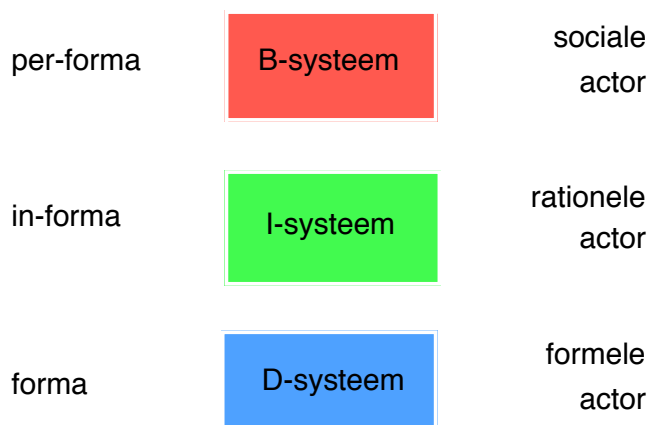 per-forma
B-systeem
sociale
actor
in-forma
I-systeem
rationele
actor
forma
D-systeem
formele
actor